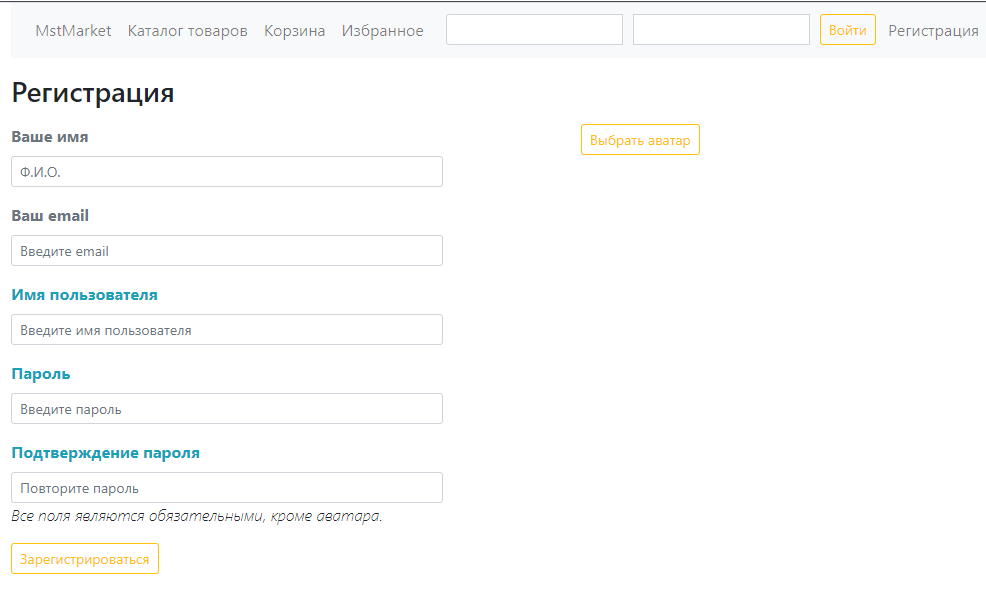 MstMarket Каталог товаров Корзина Избранное Войти Регистрация
Регистрация
Ваше имя
Выбрать аватар
Ф.И.О.
Ваш email
Введите email
Имя пользователя
Введите имя пользователя
Пароль
Введите пароль
Подтверждение пароля
Повторите пароль
Все поля являются обязательными, кроме аватара.
Зарегистрироваться